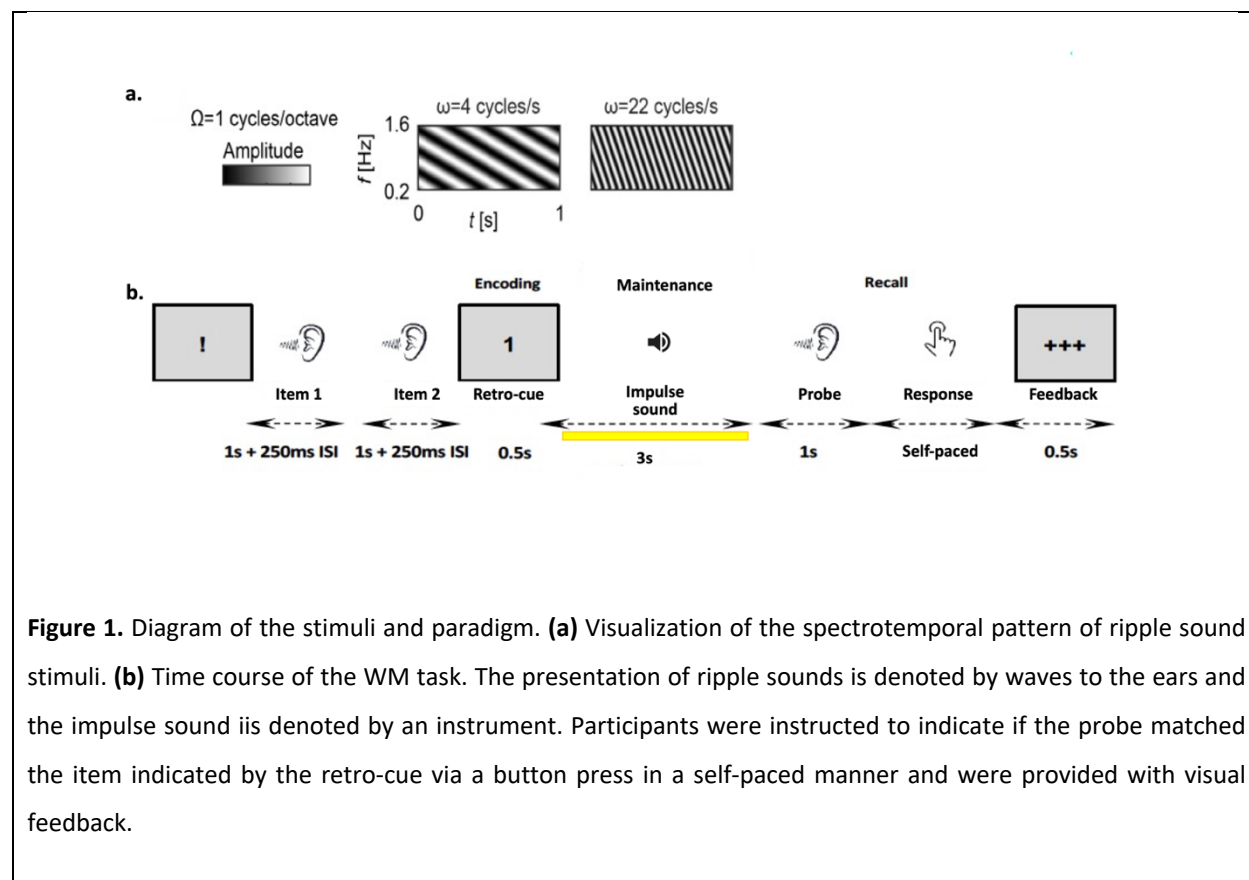 a.
Ω=1 cycles/octave
Amplitude
ω=4 cycles/s
ω=22 cycles/s
1.6
f [Hz]
0.2
0
t [s]
1
b.
Encoding
Maintenance
Recall
!
1
+++
Item 1
Item 2
Retro-cue
Impulse
sound
Probe
Response
Feedback
1s + 250ms ISI
1s + 250ms ISI
0.5s
3s
1s
Self-paced
0.5s
Figure 1. Diagram of the stimuli and paradigm. (a) Visualization of the spectrotemporal pattern of ripple sound
stimuli. (b) Time course of the WM task. The presentation of ripple sounds is denoted by waves to the ears and
the impulse sound iis denoted by an instrument. Participants were instructed to indicate if the probe matched
the item indicated by the retro-cue via a button press in a self-paced manner and were provided with visual
feedback.